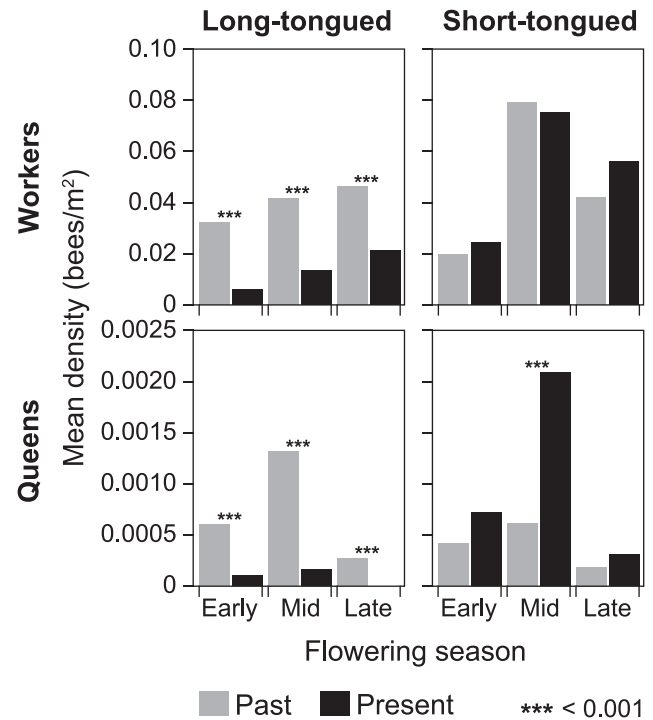 Long-tongued Short-tongued
Workers
Queens
Mean density (bees/m²)
0.10
0.08
0.06
0.04
0.02
0
*** *** ***
0.0025
0.0020
0.0015
0.0010
0.0005
0
*** *** ***
***
Early Mid Late Early Mid Late
Flowering season
Past Present *** < 0.001